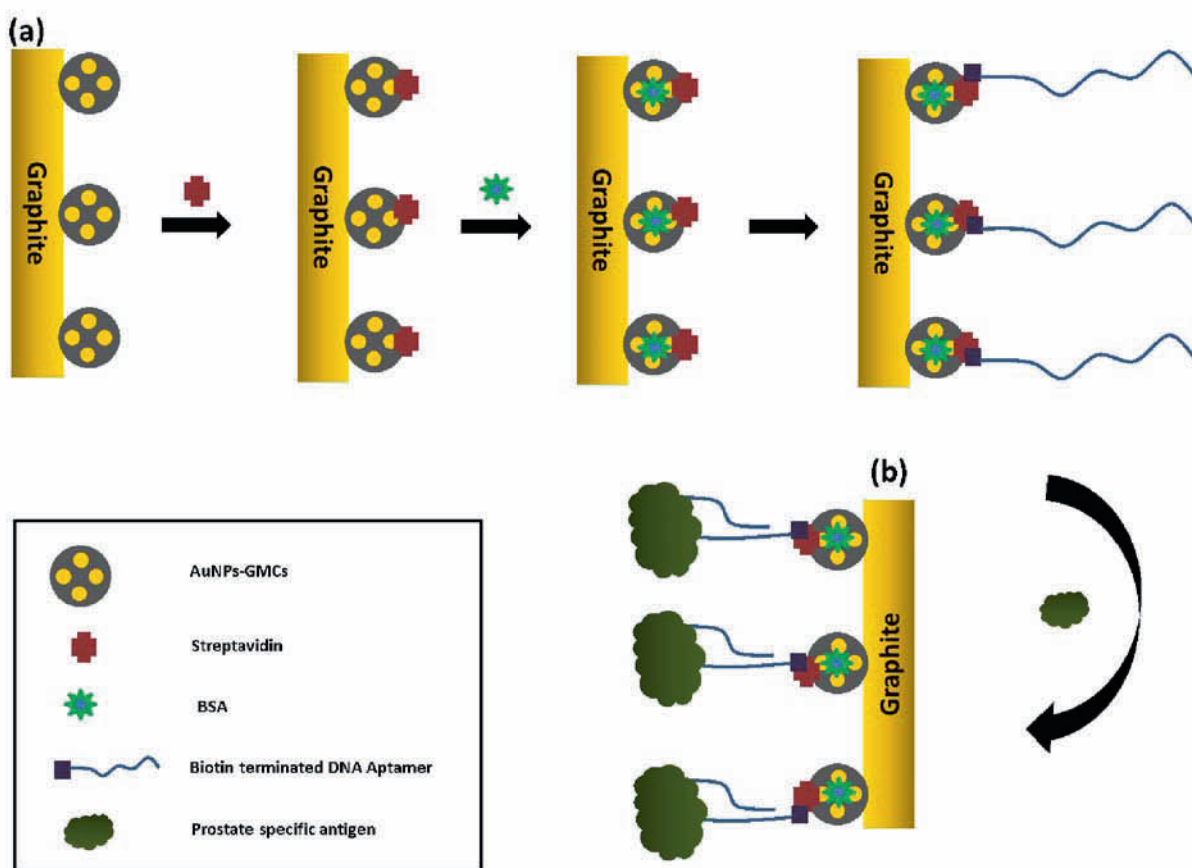 (a)
Graphite
Graphite
Graphite
Graphite
(b)
Graphite
AuNPs-GMCs
Streptavidin
BSA
Biotin terminated DNA Aptamer
Prostate specific antigen